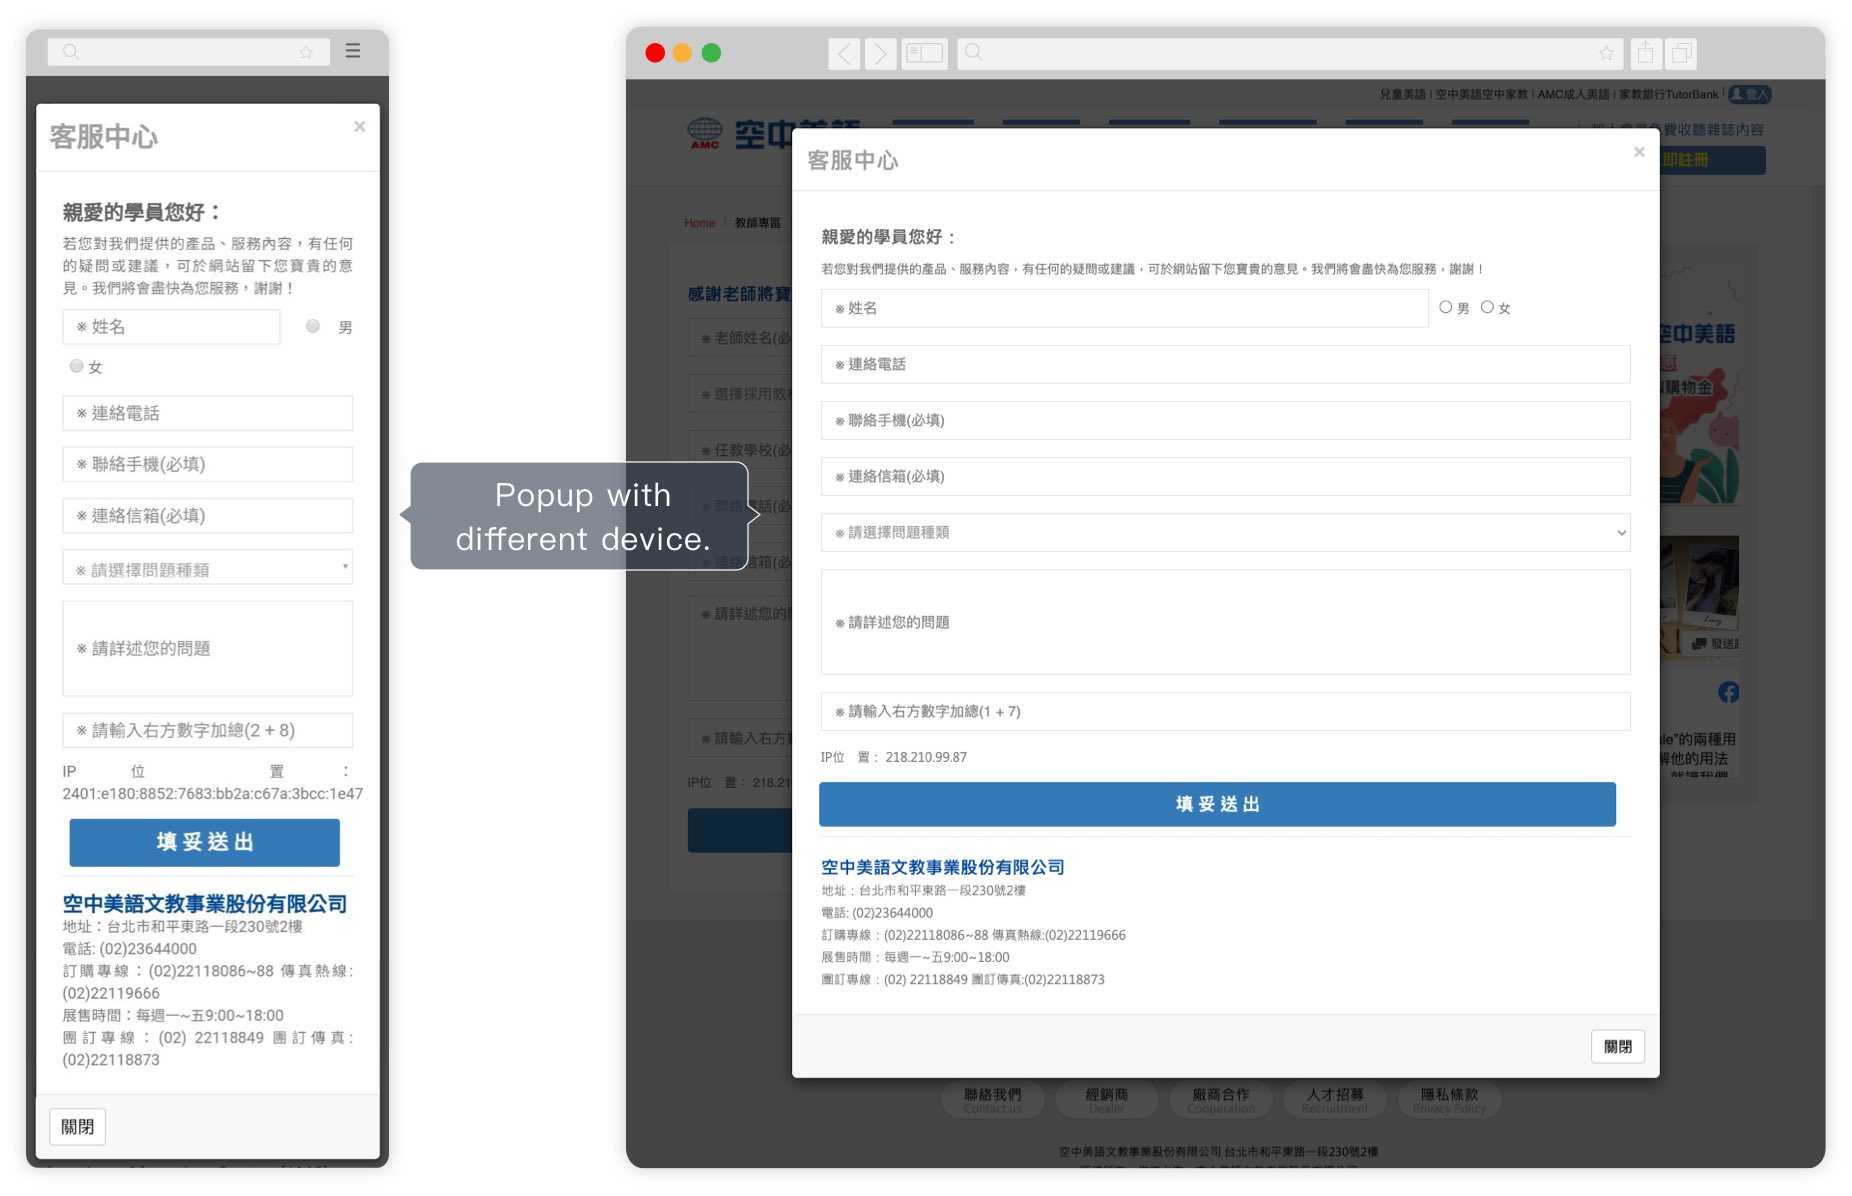 客服中心
×
親愛的學員您好：
若您對我們提供的產品、服務內容，有任何
的疑問或建議，可於網站留下您寶貴的意
見。我們將會盡快為您服務，謝謝！
※ 姓名
男
女
※ 連絡電話
※ 聯絡手機(必填)
※ 連絡信箱(必填)
※ 請選擇問題種類
※ 請詳述您的問題
※ 請輸入右方數字加總(2 + 8)
IP 位 置 :
2401:e180:8852:7683:bb2a:c67a:3bcc:1e47
填妥送出
空中美語文教事業股份有限公司
地址：台北市和平東路一段230號2樓
電話: (02)23644000
訂購專線：(02)22118086~88 傳真熱線:
(02)22119666
展售時間：每週一~五9:00~18:00
團訂專線：(02) 22118849 團訂傳真:
(02)22118873
關閉
Popup with
different device.
兒童美語 | 空中美語空中家教 | AMC成人美語 | 家教銀行TutorBank | 登入
AMC 空中美語
費收聽雜誌內容
即註冊
Home | 教師專區
感謝老師將寶
※ 老師姓名(必
※ 選擇採用教
※ 任教學校(必
※ 請詳述您的
※ 請輸入右方
IP位 置： 218.21
客服中心
×
親愛的學員您好：
若您對我們提供的產品、服務內容，有任何的疑問或建議，可於網站留下您寶貴的意見。我們將會盡快為您服務，謝謝！
※ 姓名
男 女
※ 連絡電話
※ 聯絡手機(必填)
※ 連絡信箱(必填)
※ 請選擇問題種類
※ 請詳述您的問題
※ 請輸入右方數字加總(1 + 7)
IP位 置： 218.210.99.87
填妥送出
空中美語文教事業股份有限公司
地址：台北市和平東路一段230號2樓
電話: (02)23644000
訂購專線：(02)22118086~88 傳真熱線:(02)22119666
展售時間：每週一~五9:00~18:00
團訂專線：(02) 22118849 團訂傳真:(02)22118873
關閉
空中美語
購物金
發送
的兩種用
他的用法
聯絡我們 經銷商 廠商合作 人才招募 隱私條款
Contact us Dealer Cooperation Recruitment Privacy Policy
空中美語文教事業股份有限公司 台北市和平東路一段230號2樓